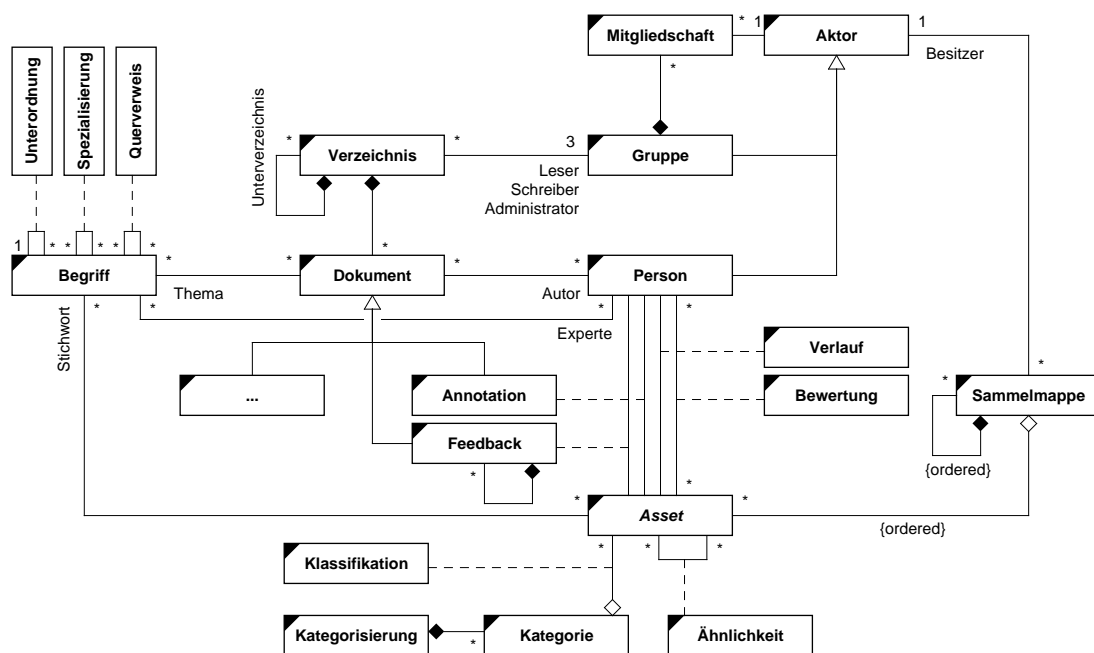 Mitgliedschaft
*
1
Aktor
1
Besitzer
*
Unterordnung
Spezialisierung
Querverweis
Unterverzeichnis
*
Verzeichnis
*
3
Gruppe
Leser
Schreiber
Administrator
1
*
*
*
*
*
*
Begriff
*
Thema
*
Dokument
*
*
Autor
Person
Stichwort
*
*
Experte
*
*
Verlauf
*
...
Annotation
Bewertung
*
Sammelmappe
Feedback
*
{ordered}
*
*
Asset
*
{ordered}
*
*
*
Klassifikation
Kategorisierung
*
Kategorie
Ähnlichkeit